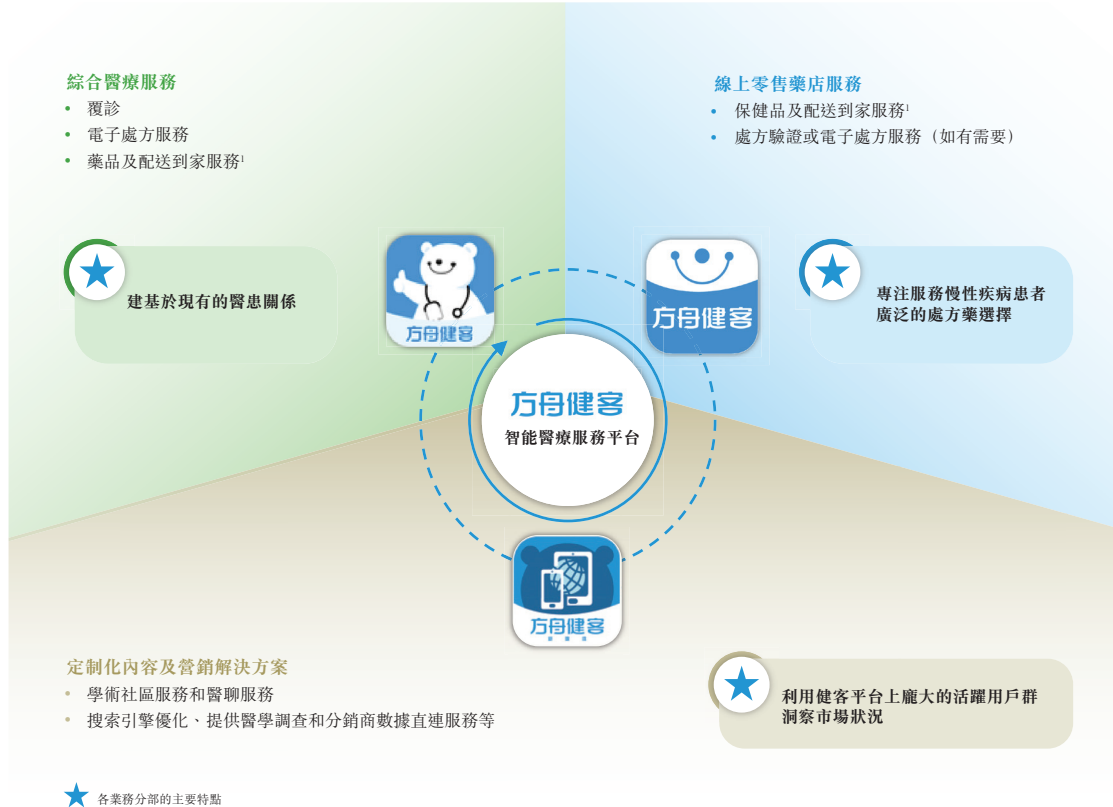 綜合醫療服務
• 覆診
• 電子處方服務
• 藥品及配送到家服務¹
線上零售藥店服務
• 保健品及配送到家服務¹
• 處方驗證或電子處方服務（如有需要）
建基於現有的醫患關係
方舟健客
方舟健客
專注服務慢性疾病患者
廣泛的處方藥選擇
方舟健客
智能醫療服務平台
方舟健客
定制化內容及營銷解決方案
• 學術社區服務和醫聊服務
• 搜索引擎優化、提供醫學調查和分銷商數據直連服務等
利用健客平台上龐大的活躍用戶群
洞察市場狀況
各業務分部的主要特點